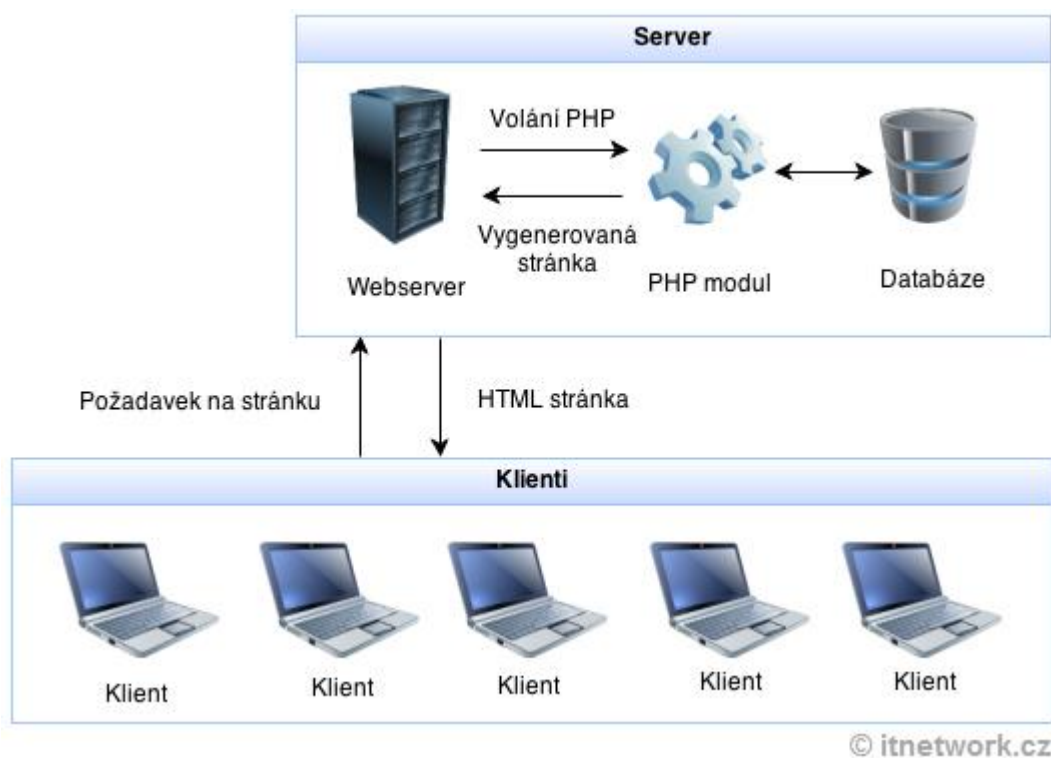 Server
Volání PHP
Vygenerovaná
stránka
Webserver
PHP modul
Databáze
Požadavek na stránku
HTML stránka
Klienti
Klient
Klient
Klient
Klient
Klient
© itnetwork.cz